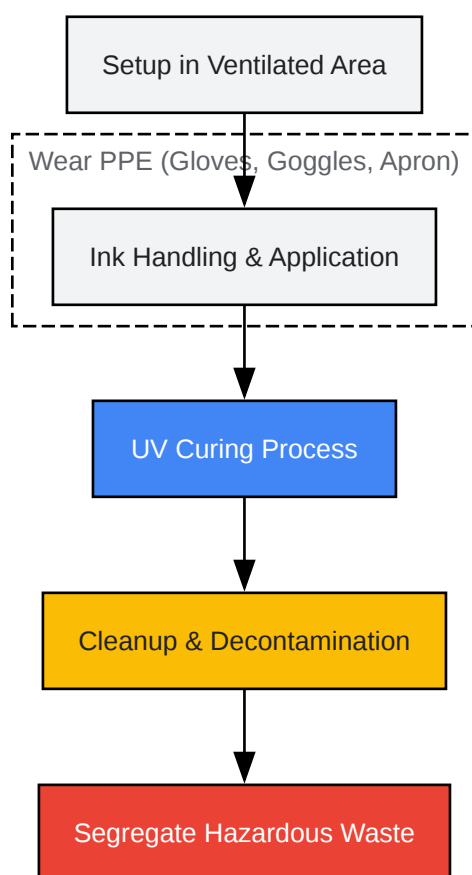 Setup in Ventilated Area
Wear PPE (Gloves, Goggles, Apron)
Ink Handling & Application
UV Curing Process
Cleanup & Decontamination
Segregate Hazardous Waste